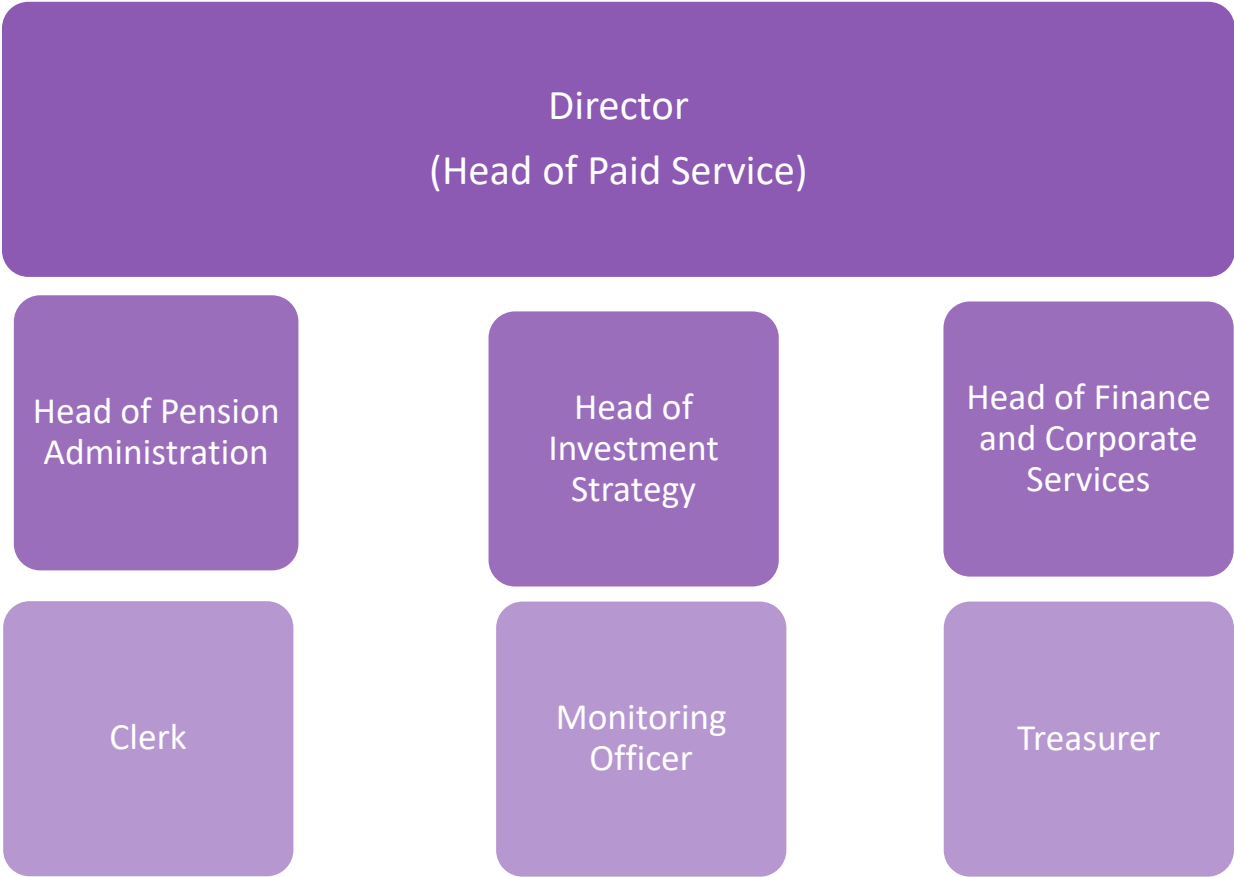 Director
(Head of Paid Service)
Head of Pension
Administration
Head of
Investment
Strategy
Head of Finance
and Corporate
Services
Clerk
Monitoring
Officer
Treasurer